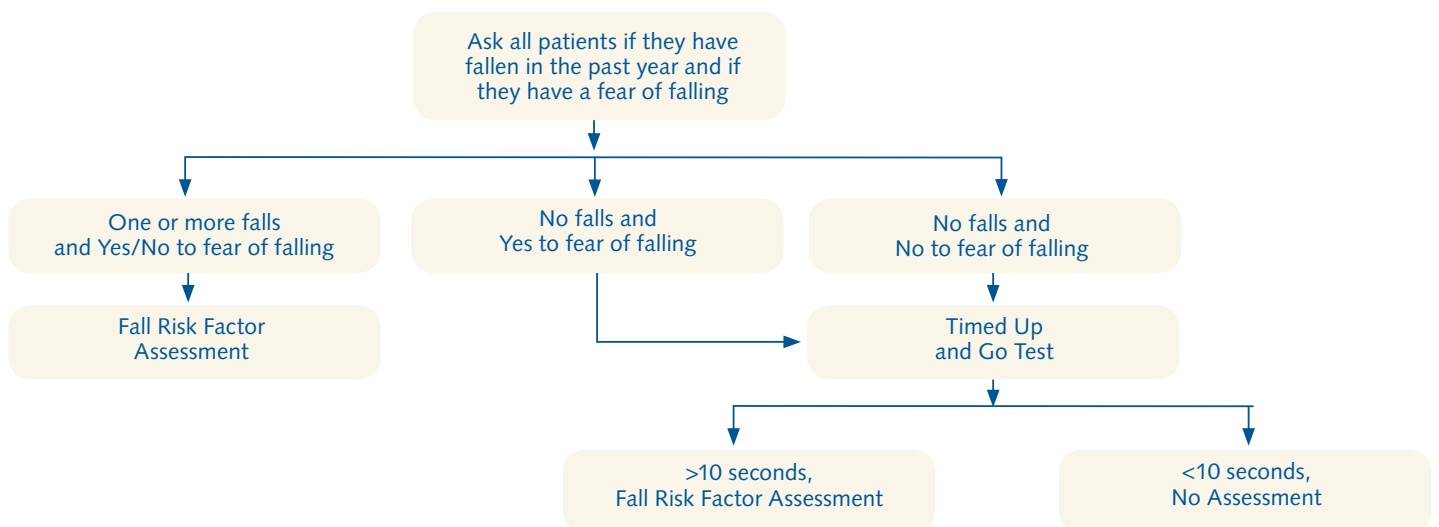 Ask all patients if they have
fallen in the past year and if
they have a fear of falling
One or more falls
and Yes/No to fear of falling
No falls and
Yes to fear of falling
No falls and
No to fear of falling
Fall Risk Factor
Assessment
Timed Up
and Go Test
>10 seconds,
Fall Risk Factor Assessment
<10 seconds,
No Assessment